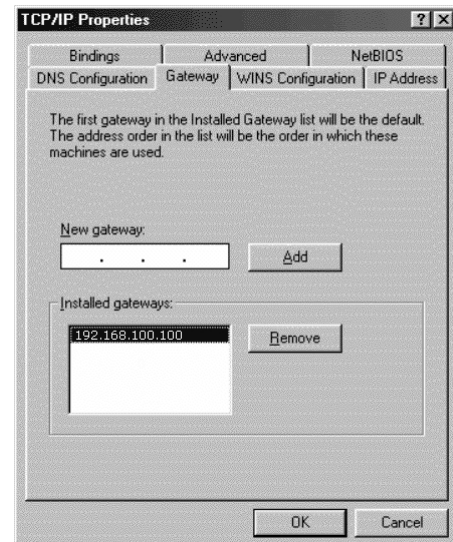 TCP/IP Properties
Bindings Advanced NetBIOS
DNS Configuration Gateway WINS Configuration IP Address
The first gateway in the Installed Gateway list will be the default.
The address order in the list will be the order in which these
machines are used.
New gateway:
. . .
Add
Installed gateways:
192.168.100.100
Remove
OK Cancel